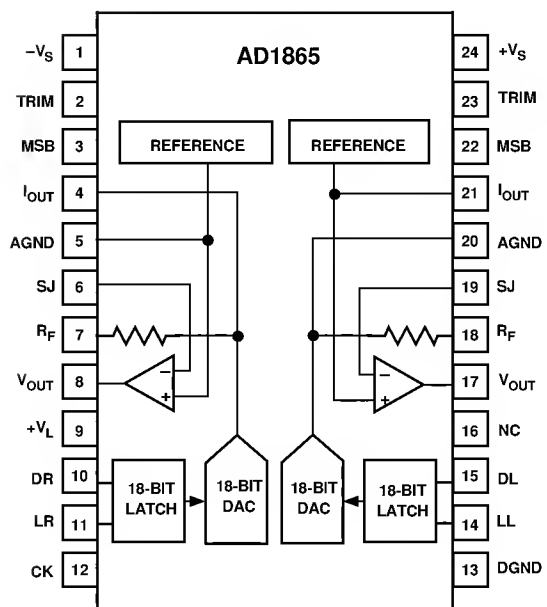 AD1865
−VS 1
TRIM 2
MSB 3
IOUT 4
AGND 5
SJ 6
RF 7
VOUT 8
+VL 9
DR 10
LR 11
CK 12
REFERENCE
REFERENCE
−
+
−
+
18-BIT
LATCH
18-BIT
DAC
18-BIT
DAC
18-BIT
LATCH
24 +VS
23 TRIM
22 MSB
21 IOUT
20 AGND
19 SJ
18 RF
17 VOUT
16 NC
15 DL
14 LL
13 DGND